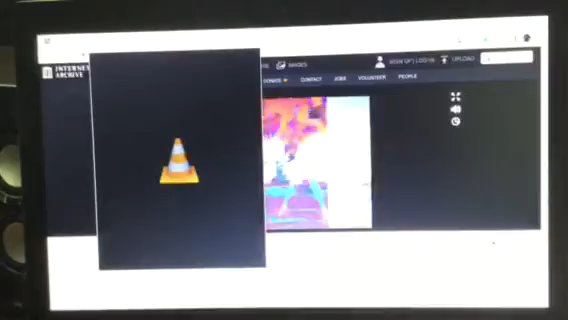 INTERNET
ARCHIVE
IMAGES
SIGN UP | LOG IN
UPLOAD
DONATE
CONTACT
JOBS
VOLUNTEER
PEOPLE